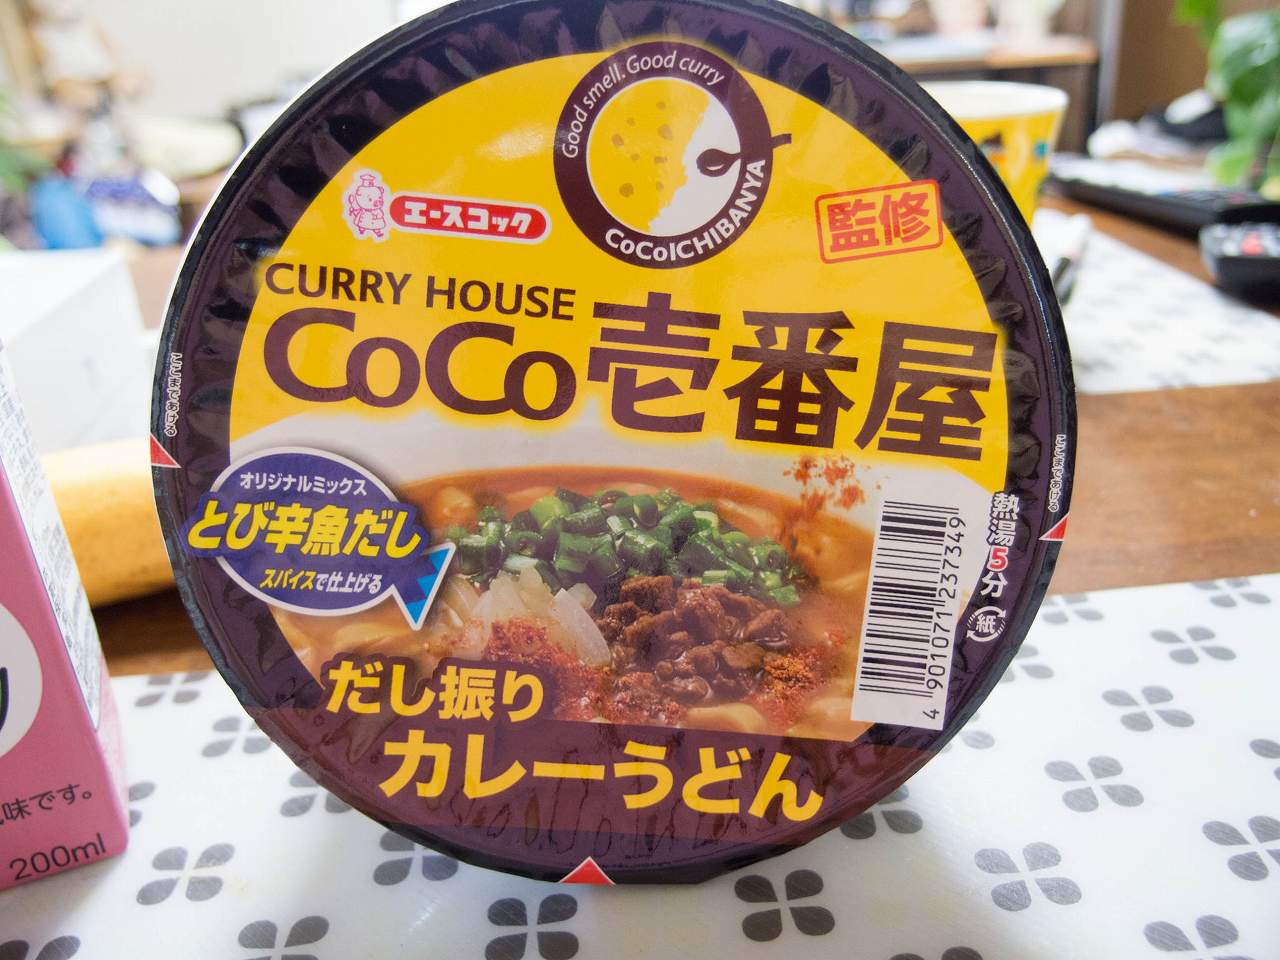 Good smell. Good curry
CoCoICHIBANYA
エースコック
監修
CURRY HOUSE
CoCo壱番屋
ここまであける
ここまであける
オリジナルミックス
とび辛魚だし
スパイスで仕上げる
熱湯5分
紙
4 901071 237349
だし振り
カレーうどん
味です。
200ml